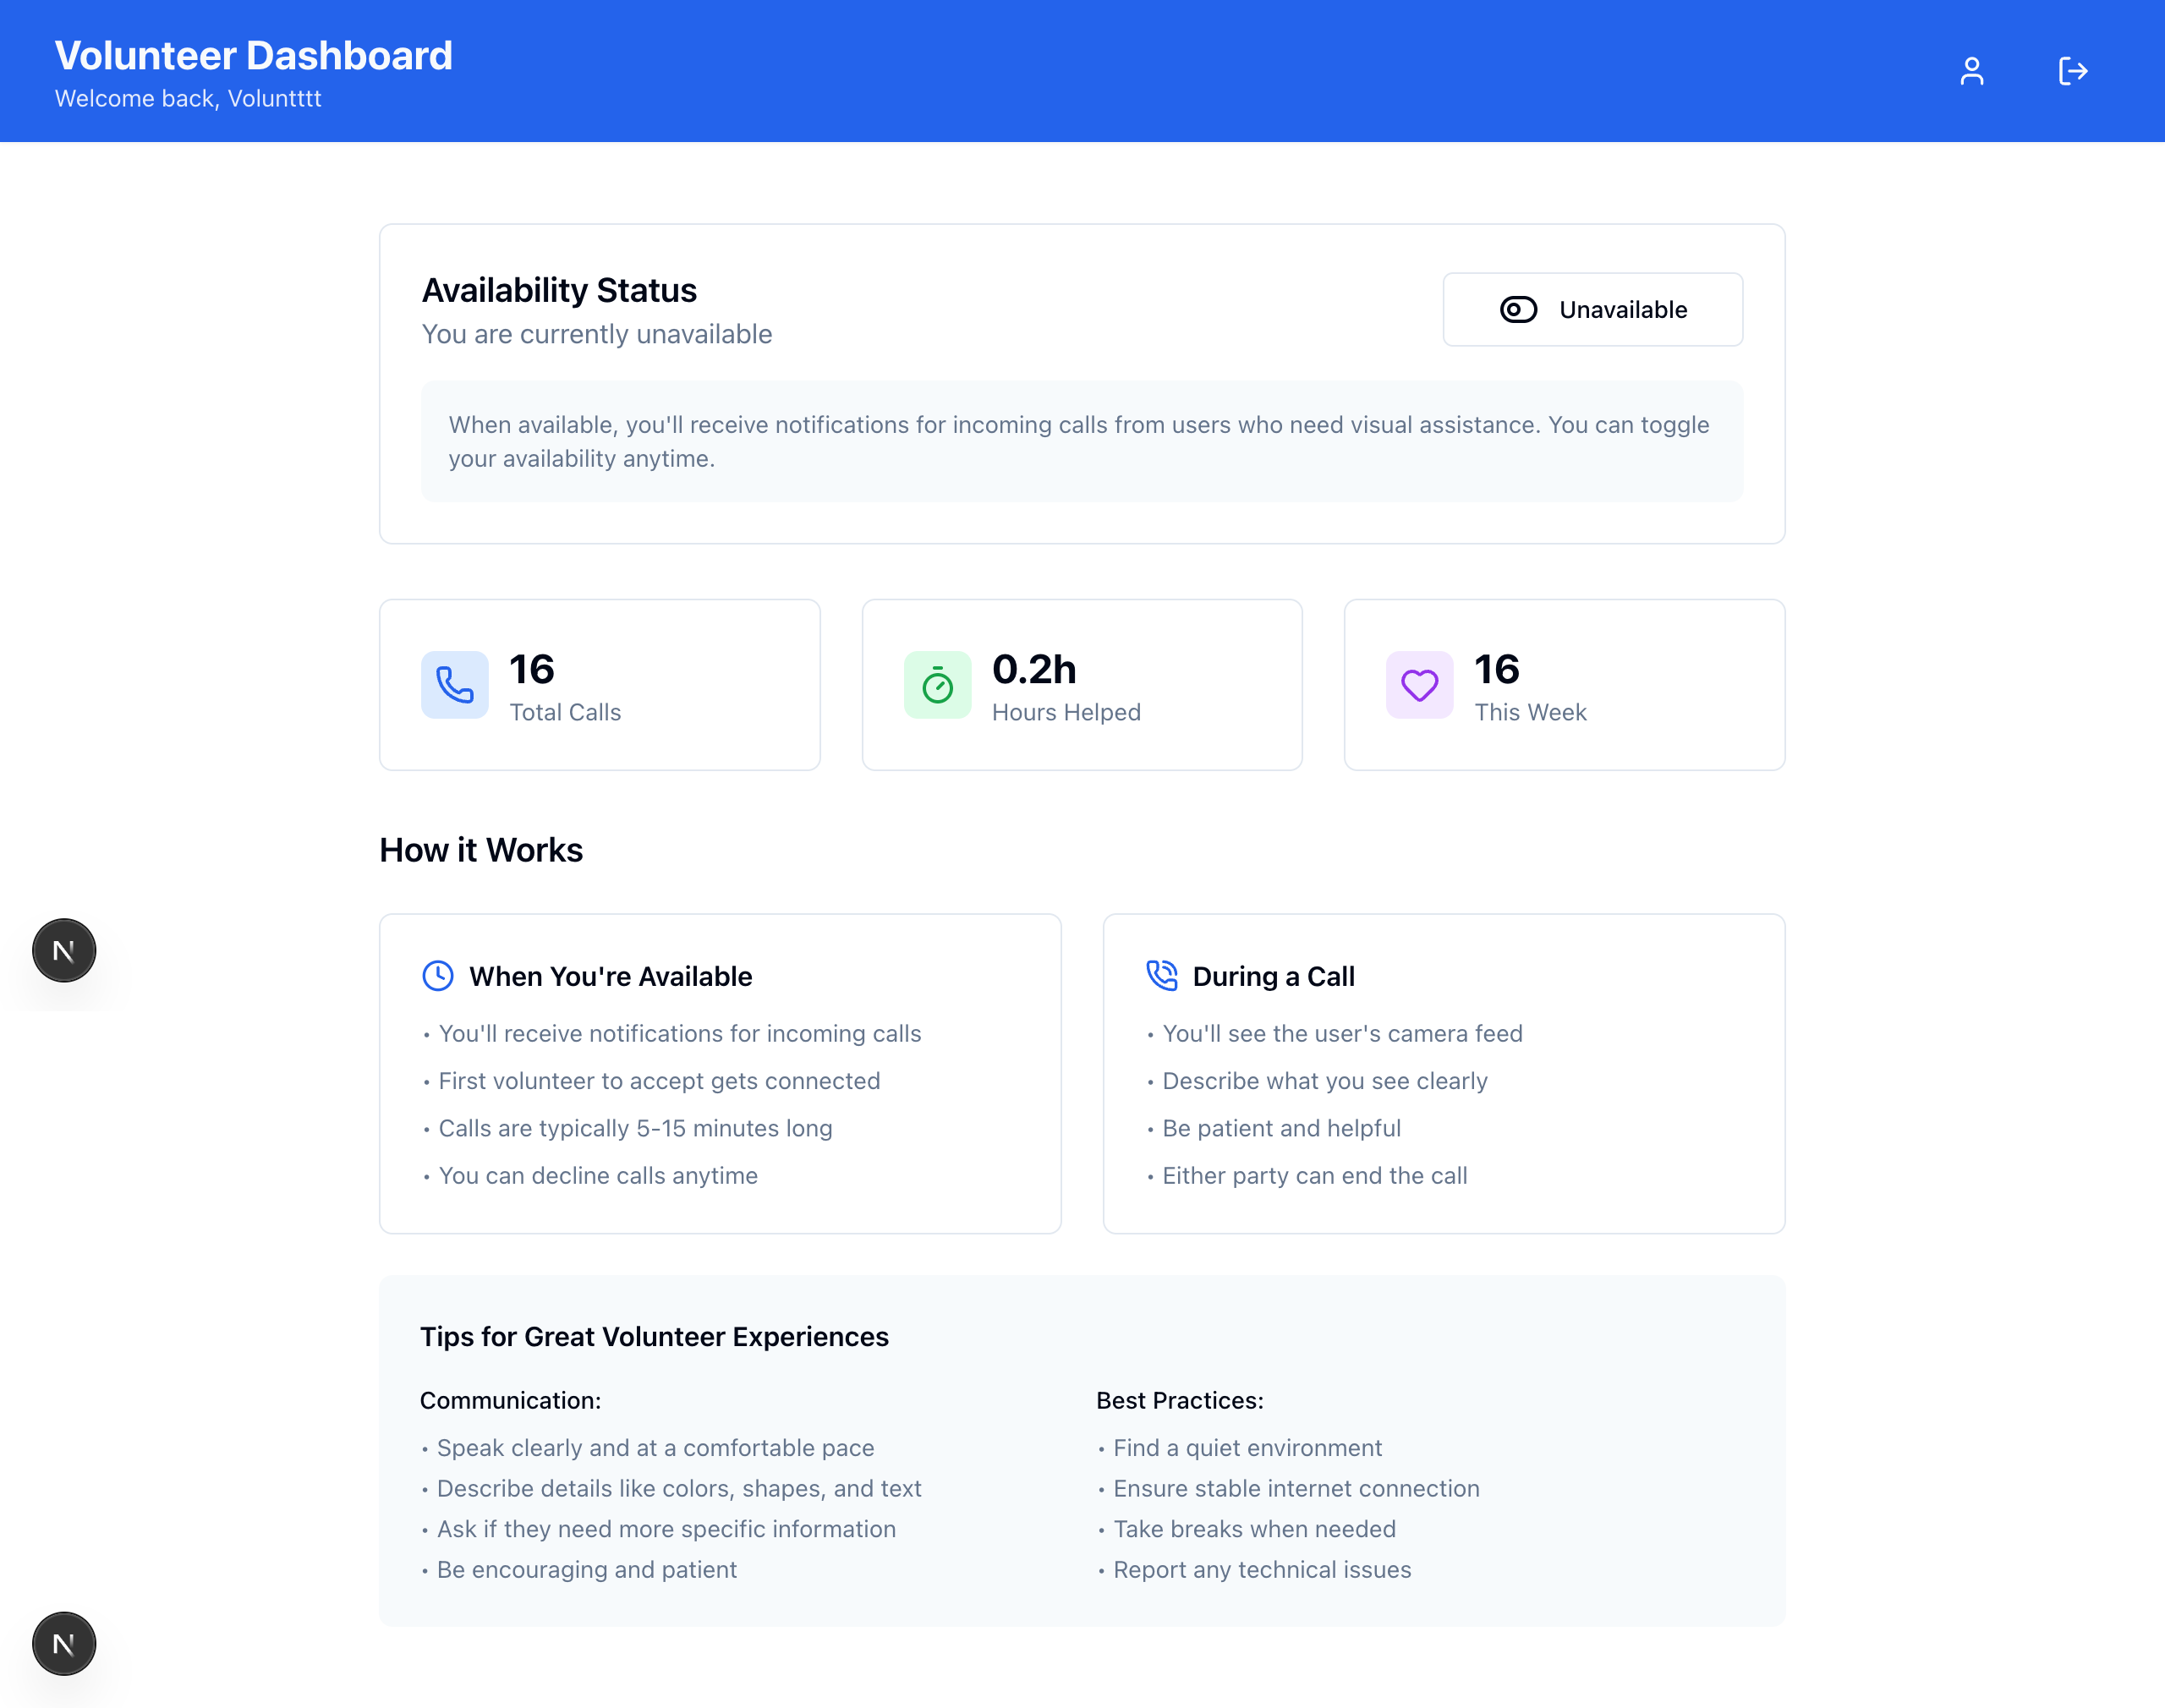 Volunteer Dashboard
Welcome back, Voluntttt
Availability Status
You are currently unavailable
Unavailable
When available, you'll receive notifications for incoming calls from users who need visual assistance. You can toggle
your availability anytime.
16
Total Calls
0.2h
Hours Helped
16
This Week
How it Works
When You're Available
• You'll receive notifications for incoming calls
• First volunteer to accept gets connected
• Calls are typically 5-15 minutes long
• You can decline calls anytime
During a Call
• You'll see the user's camera feed
• Describe what you see clearly
• Be patient and helpful
• Either party can end the call
N
Tips for Great Volunteer Experiences
Communication:
• Speak clearly and at a comfortable pace
• Describe details like colors, shapes, and text
• Ask if they need more specific information
• Be encouraging and patient
Best Practices:
• Find a quiet environment
• Ensure stable internet connection
• Take breaks when needed
• Report any technical issues
N